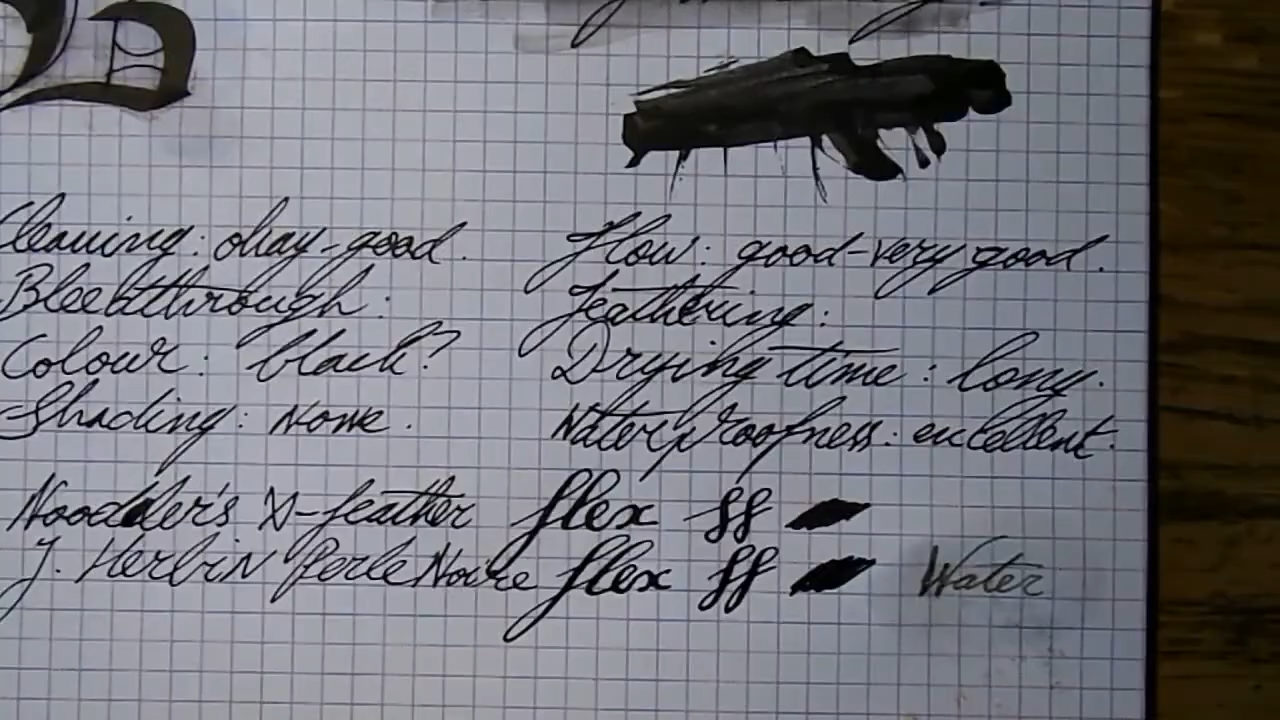 Cleaning: okay-good. Flow: good-very good.
Bleedthrough: Feathering:
Colour: black? Drying time: long.
Shading: None. Waterproofness: excellent.
Noodler's X-feather flex ff
J. Herbin Perle Noire flex ff Water